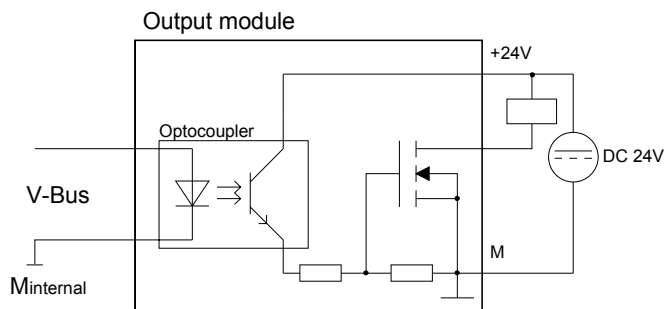 Output module
+24V
Optocoupler
DC 24V
V-Bus
M
Minternal